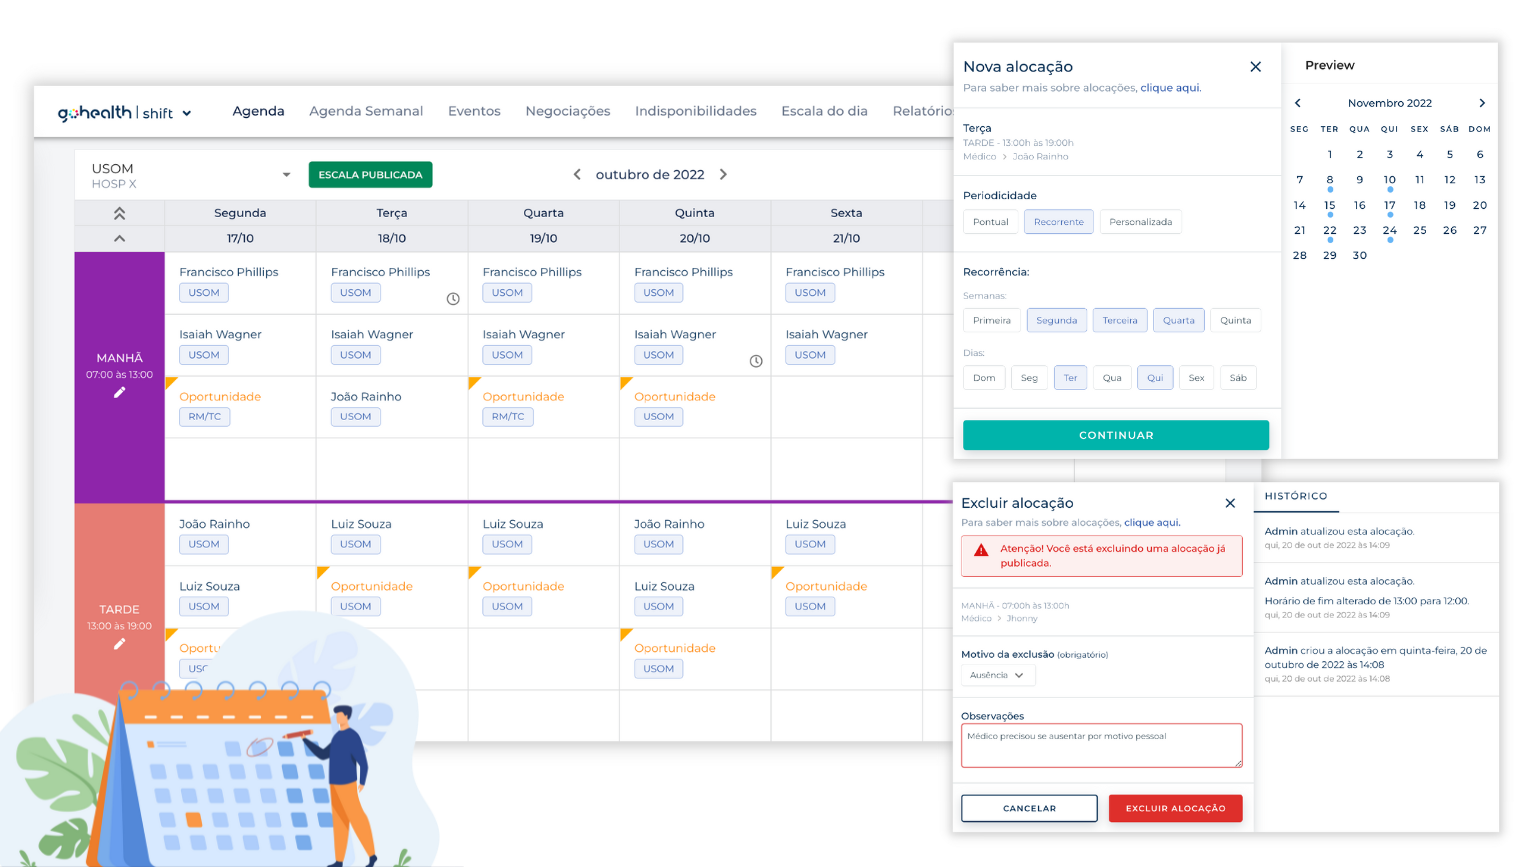 gohealth | shift
Agenda
Agenda Semanal
Eventos
Negociações
Indisponibilidades
Escala do dia
USOM
HOSP X
ESCALA PUBLICADA
outubro de 2022
Segunda
Terça
Quarta
Quinta
Sexta
17/10
18/10
19/10
20/10
21/10
MANHÃ
07:00 às 13:00
Francisco Phillips
USOM
Francisco Phillips
USOM
Francisco Phillips
USOM
Francisco Phillips
USOM
Francisco Phillips
USOM
Isaiah Wagner
USOM
Isaiah Wagner
USOM
Isaiah Wagner
USOM
Isaiah Wagner
USOM
Isaiah Wagner
USOM
Oportunidade
RM/TC
João Rainho
USOM
Oportunidade
RM/TC
Oportunidade
USOM
TARDE
13:00 às 19:00
João Rainho
USOM
Luiz Souza
USOM
Luiz Souza
USOM
João Rainho
USOM
Luiz Souza
USOM
Luiz Souza
USOM
Oportunidade
USOM
Oportunidade
USOM
Luiz Souza
USOM
Oportunidade
USOM
Oportunidade
USOM
Nova alocação
Para saber mais sobre alocações, clique aqui.
Terça
TARDE - 13:00h às 19:00h
Médico > João Rainho
Periodicidade
Pontual Recorrente Personalizada
Recorrência:
Semanas:
Primeira Segunda Terceira Quarta Quinta
Dias:
Dom Seg Ter Qua Qui Sex Sáb
CONTINUAR
Preview
Novembro 2022
SEG TER QUA QUI SEX SÁB DOM
1 2 3 4 5 6
7 8 9 10 11 12 13
14 15 16 17 18 19 20
21 22 23 24 25 26 27
28 29 30
Excluir alocação
Para saber mais sobre alocações, clique aqui.
Atenção! Você está excluindo uma alocação já
publicada.
MANHÃ - 07:00h às 13:00h
Médico > Jhonny
Motivo da exclusão (obrigatório)
Ausência
Observações
Médico precisou se ausentar por motivo pessoal
CANCELAR
EXCLUIR ALOCAÇÃO
HISTÓRICO
Admin atualizou esta alocação.
qui, 20 de out de 2022 às 14:09
Admin atualizou esta alocação.
Horário de fim alterado de 13:00 para 12:00.
qui, 20 de out de 2022 às 14:09
Admin criou a alocação em quinta-feira, 20 de
outubro de 2022 às 14:08
qui, 20 de out de 2022 às 14:08